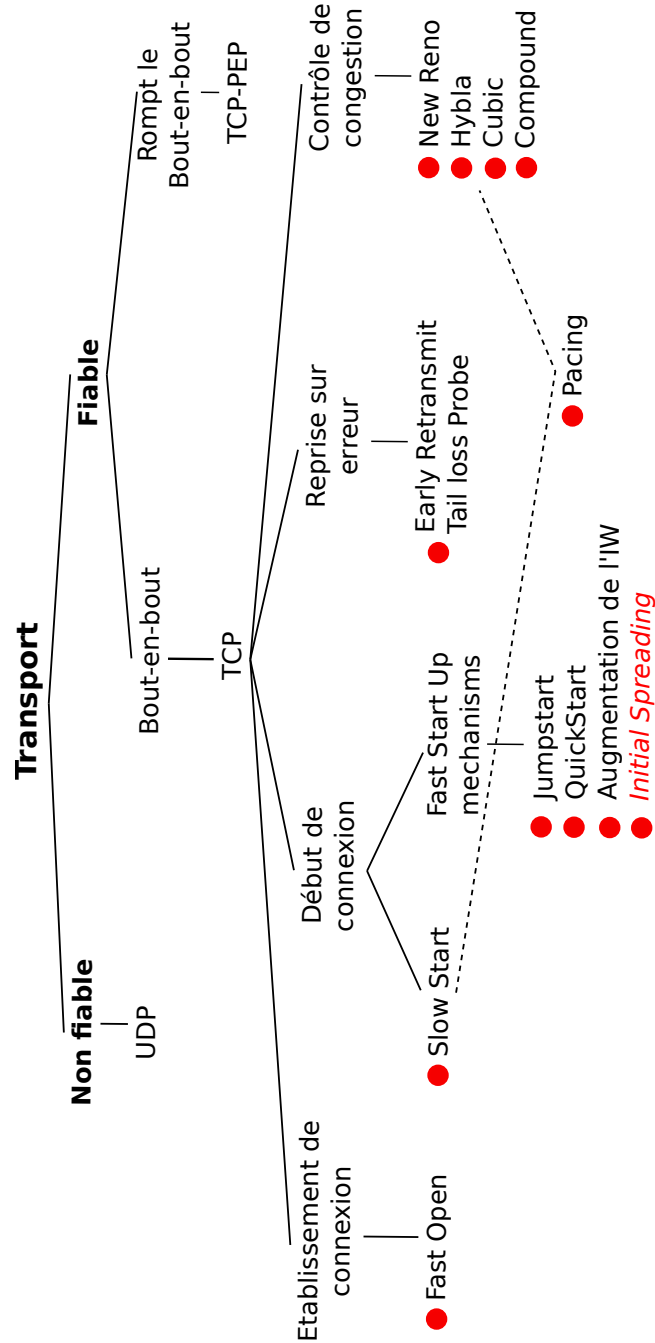 Transport
Non fiable
Fiable
UDP
Bout-en-bout
Rompt le
Bout-en-bout
TCP
TCP-PEP
Etablissement de
connexion
Début de
connexion
Reprise sur
erreur
Contrôle de
congestion
Fast Open
Slow Start
Fast Start Up
mechanisms
Early Retransmit
Tail loss Probe
New Reno
Hybla
Cubic
Compound
Jumpstart
QuickStart
Augmentation de l'IW
Initial Spreading
Pacing